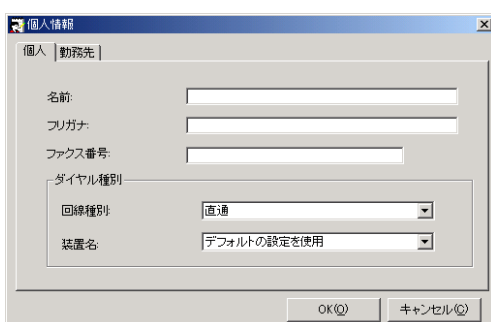 個人情報
個人 勤務先
名前:
フリガナ:
ファクス番号:
ダイヤル種別
回線種別: 直通
装置名: デフォルトの設定を使用
OK(O) キャンセル(C)